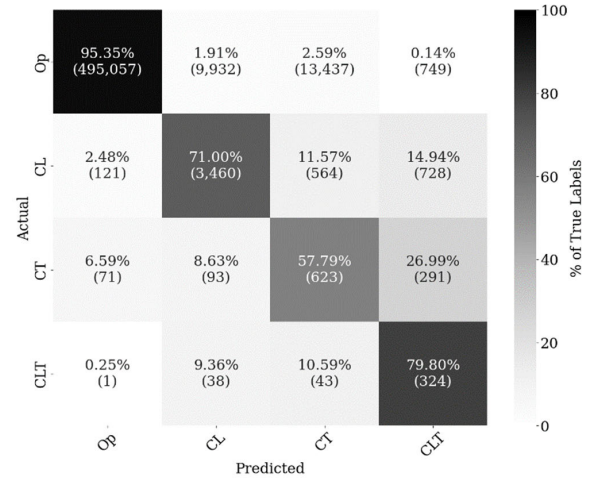 Actual
Op
95.35% 1.91% 2.59% 0.14%
(495,057) (9,932) (13,437) (749)
CL
2.48% 71.00% 11.57% 14.94%
(121) (3,460) (564) (728)
CT
6.59% 8.63% 57.79% 26.99%
(71) (93) (623) (291)
CLT
0.25% 9.36% 10.59% 79.80%
(1) (38) (43) (324)
Op CL CT CLT
Predicted
100
80
60
40
20
0
% of True Labels